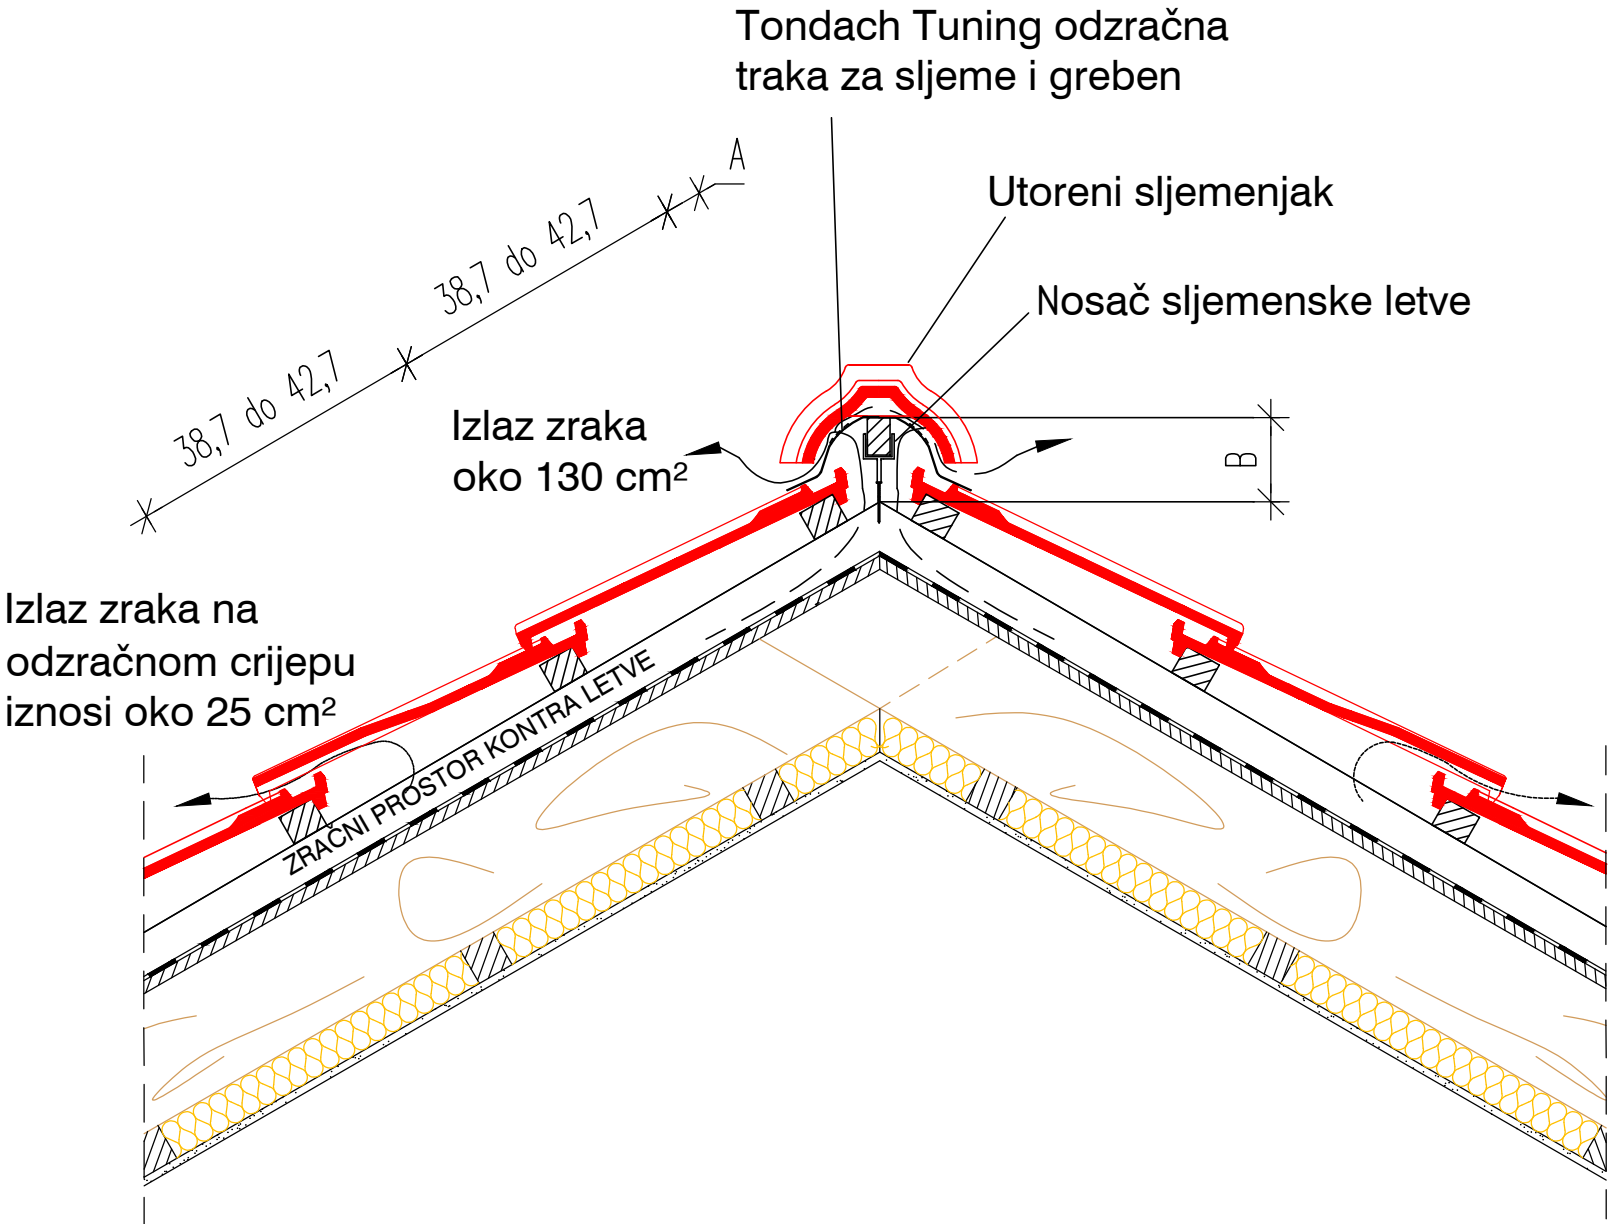 Tondach Tuning odzračna
traka za sljeme i greben
A
Utoreni sljemenjak
38,7 do 42,7
Nosač sljemenske letve
38,7 do 42,7
Izlaz zraka
oko 130 cm²
B
Izlaz zraka na
odzračnom crijepu
iznosi oko 25 cm²
ZRAČNI PROSTOR KONTRA LETVE